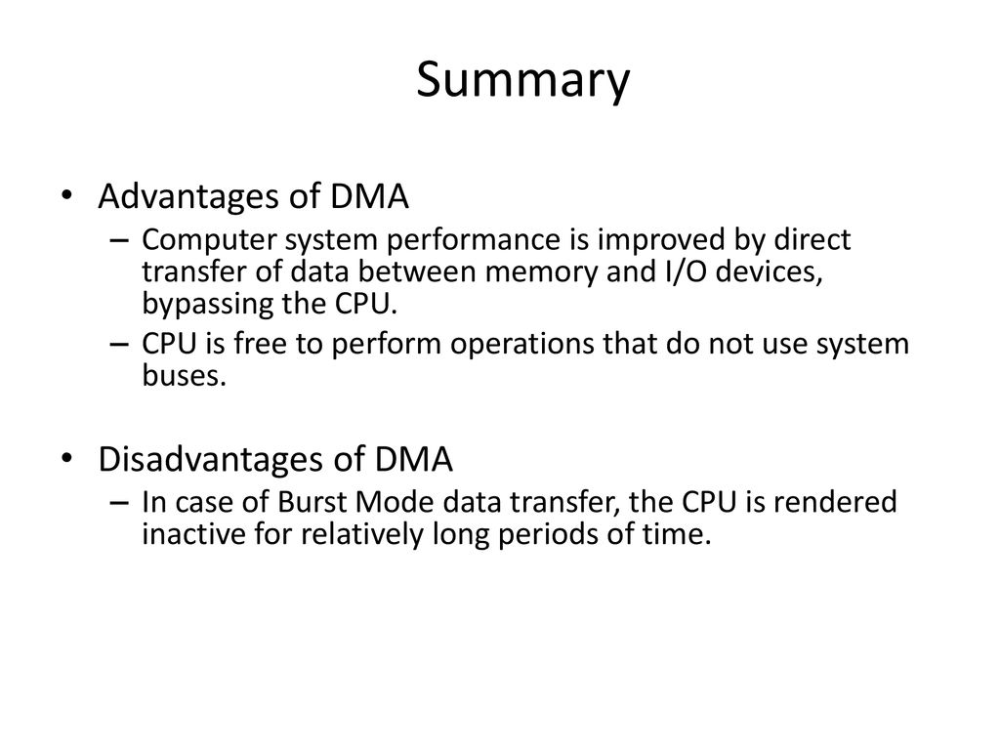 Summary
• Advantages of DMA
– Computer system performance is improved by direct
transfer of data between memory and I/O devices,
bypassing the CPU.
– CPU is free to perform operations that do not use system
buses.
• Disadvantages of DMA
– In case of Burst Mode data transfer, the CPU is rendered
inactive for relatively long periods of time.